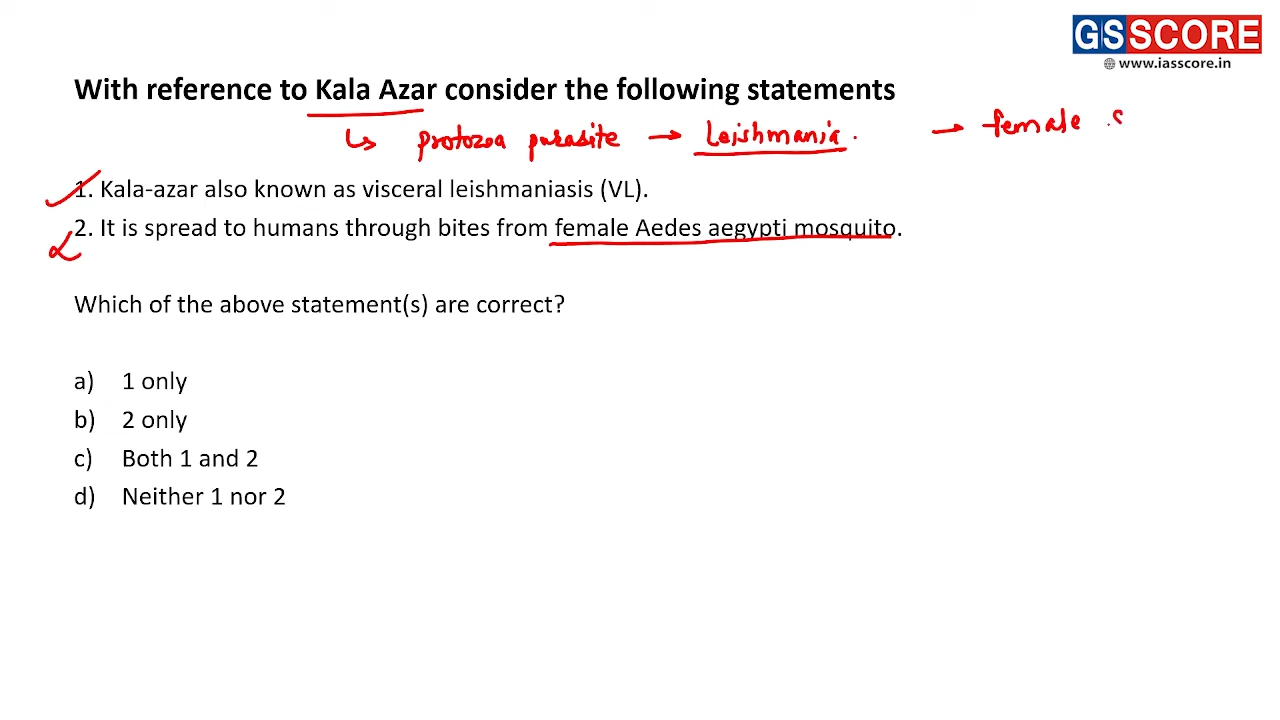 GSSCORE
www.iasscore.in
With reference to Kala Azar consider the following statements
protozoa parasite → Leishmania. → female s
1. Kala-azar also known as visceral leishmaniasis (VL).
2. It is spread to humans through bites from female Aedes aegypti mosquito.
Which of the above statement(s) are correct?
a) 1 only
b) 2 only
c) Both 1 and 2
d) Neither 1 nor 2